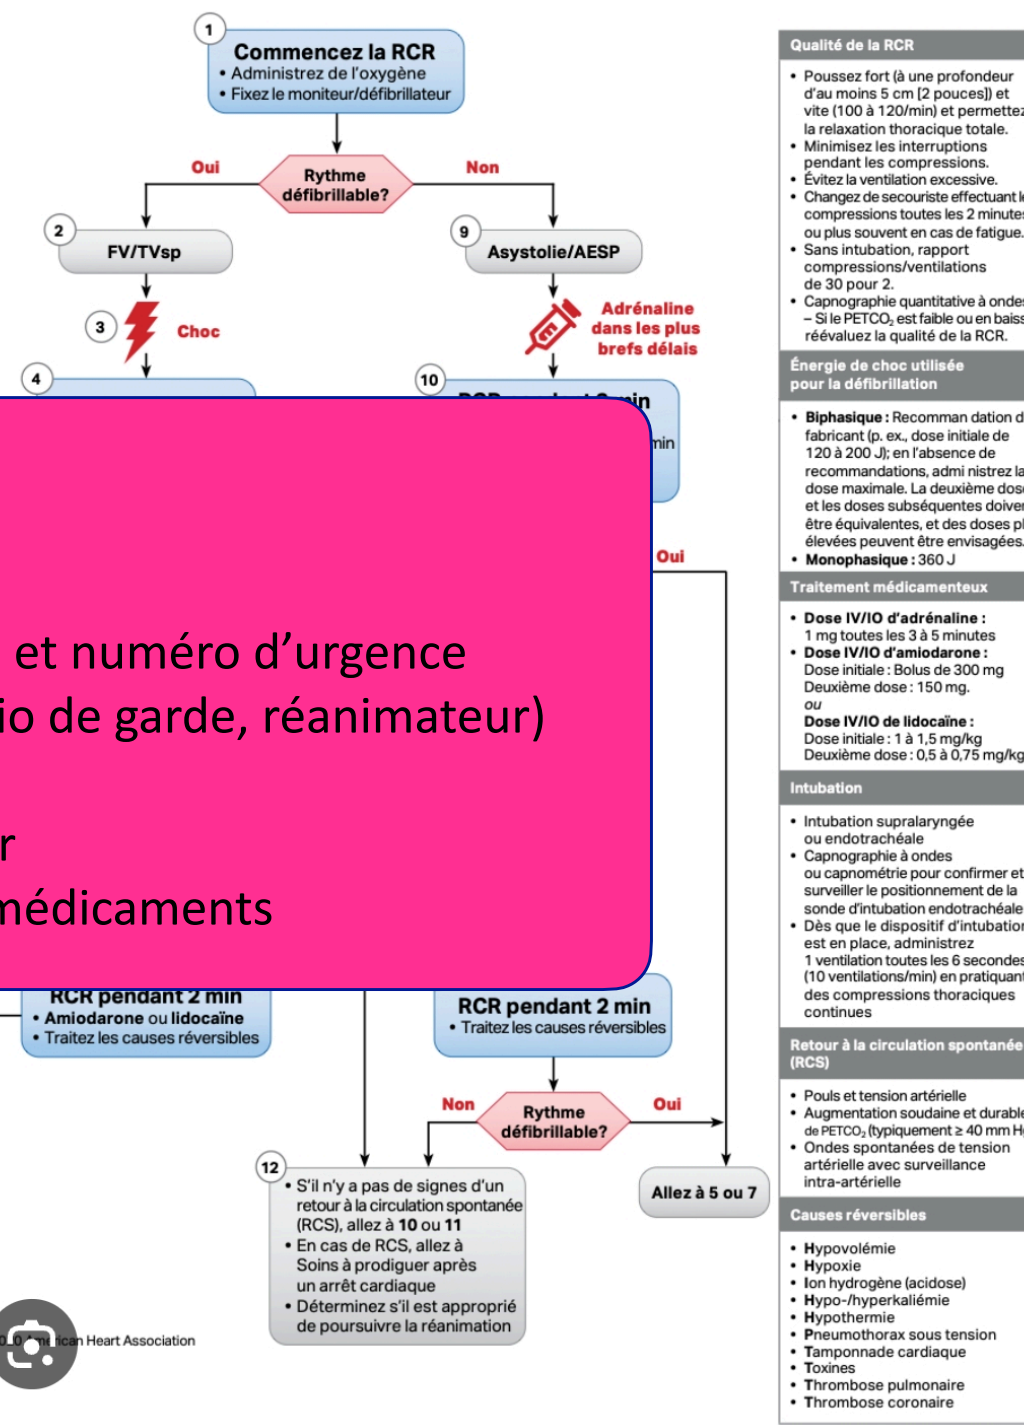 1
Commencez la RCR
• Administrez de l'oxygène
• Fixez le moniteur/défibrillateur
Oui
Rythme
défibrillable?
Non
2
FV/TVsp
9
Asystolie/AESP
3
Choc
Adrénaline
dans les plus
brefs délais
4
10
min
Oui
et numéro d'urgence
io de garde, réanimateur)
r
médicaments
RCR pendant 2 min
• Amiodarone ou lidocaïne
• Traitez les causes réversibles
RCR pendant 2 min
• Traitez les causes réversibles
Non
Rythme
défibrillable?
Oui
12
• S'il n'y a pas de signes d'un
retour à la circulation spontanée
(RCS), allez à 10 ou 11
• En cas de RCS, allez à
Soins à prodiguer après
un arrêt cardiaque
• Déterminez s'il est approprié
de poursuivre la réanimation
Allez à 5 ou 7
American Heart Association
Qualité de la RCR
• Poussez fort (à une profondeur
d'au moins 5 cm [2 pouces]) et
vite (100 à 120/min) et permettez
la relaxation thoracique totale.
• Minimisez les interruptions
pendant les compressions.
• Évitez la ventilation excessive.
• Changez de secouriste effectuant le
compressions toutes les 2 minutes
ou plus souvent en cas de fatigue.
• Sans intubation, rapport
compressions/ventilations
de 30 pour 2.
• Capnographie quantitative à ondes
– Si le PETCO₂ est faible ou en baiss
réévaluez la qualité de la RCR.
Énergie de choc utilisée
pour la défibrillation
• Biphasique : Recomman dation d
fabricant (p. ex., dose initiale de
120 à 200 J); en l'absence de
recommandations, admi nistrez la
dose maximale. La deuxième dose
et les doses subséquentes doiven
être équivalentes, et des doses pl
élevées peuvent être envisagées.
• Monophasique : 360 J
Traitement médicamenteux
• Dose IV/IO d'adrénaline :
1 mg toutes les 3 à 5 minutes
• Dose IV/IO d'amiodarone :
Dose initiale : Bolus de 300 mg
Deuxième dose : 150 mg.
ou
Dose IV/IO de lidocaïne :
Dose initiale : 1 à 1,5 mg/kg
Deuxième dose : 0,5 à 0,75 mg/kg
Intubation
• Intubation supralaryngée
ou endotrachéale
• Capnographie à ondes
ou capnométrie pour confirmer et
surveiller le positionnement de la
sonde d'intubation endotrachéale
• Dès que le dispositif d'intubation
est en place, administrez
1 ventilation toutes les 6 secondes
(10 ventilations/min) en pratiquant
des compressions thoraciques
continues
Retour à la circulation spontanée
(RCS)
• Pouls et tension artérielle
• Augmentation soudaine et durable
de PETCO₂ (typiquement ≥ 40 mm Hg
• Ondes spontanées de tension
artérielle avec surveillance
intra-artérielle
Causes réversibles
• Hypovolémie
• Hypoxie
• Ion hydrogène (acidose)
• Hypo-/hyperkaliémie
• Hypothermie
• Pneumothorax sous tension
• Tamponnade cardiaque
• Toxines
• Thrombose pulmonaire
• Thrombose coronaire